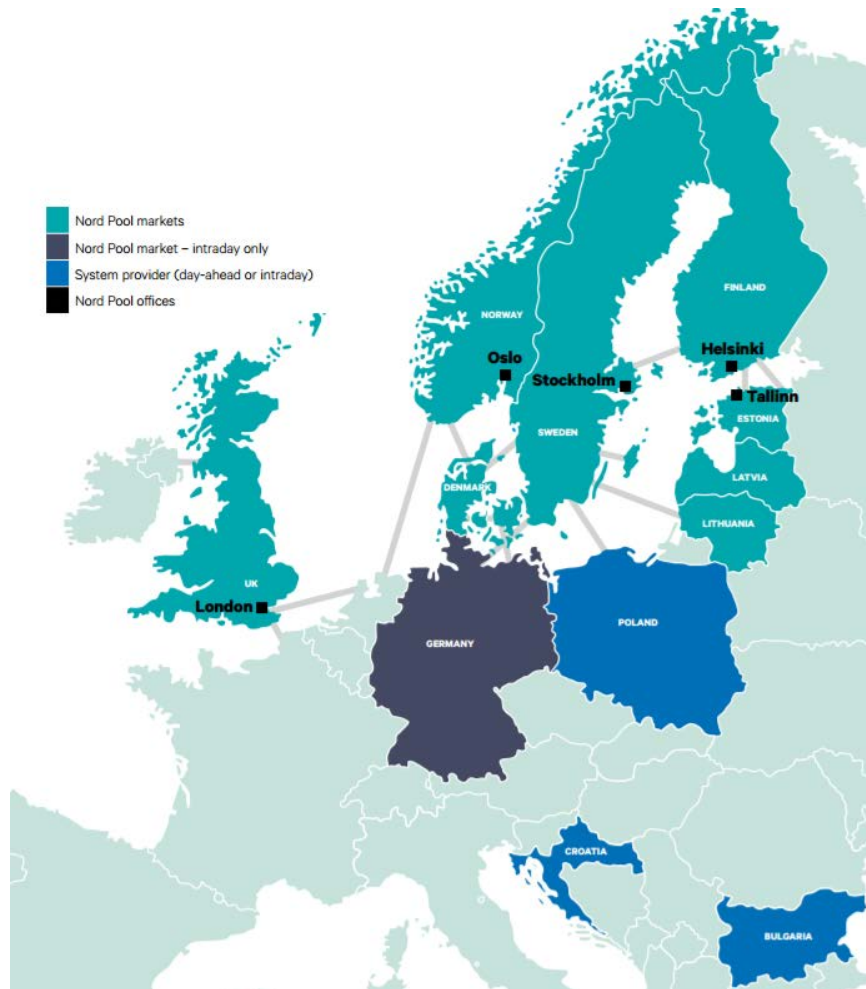 Nord Pool markets
Nord Pool market – intraday only
System provider (day-ahead or intraday)
Nord Pool offices
FINLAND
NORWAY
Oslo
Helsinki
Stockholm
Tallinn
ESTONIA
SWEDEN
LATVIA
DENMARK
LITHUANIA
UK
London
GERMANY
POLAND
CROATIA
BULGARIA